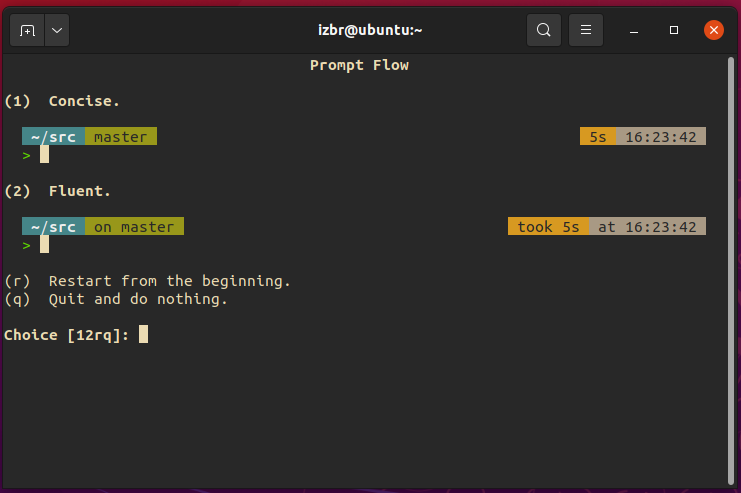 izbr@ubuntu:~
Prompt Flow
(1) Concise.
~/src master 5s 16:23:42
>
(2) Fluent.
~/src on master took 5s at 16:23:42
>
(r) Restart from the beginning.
(q) Quit and do nothing.
Choice [12rq]: